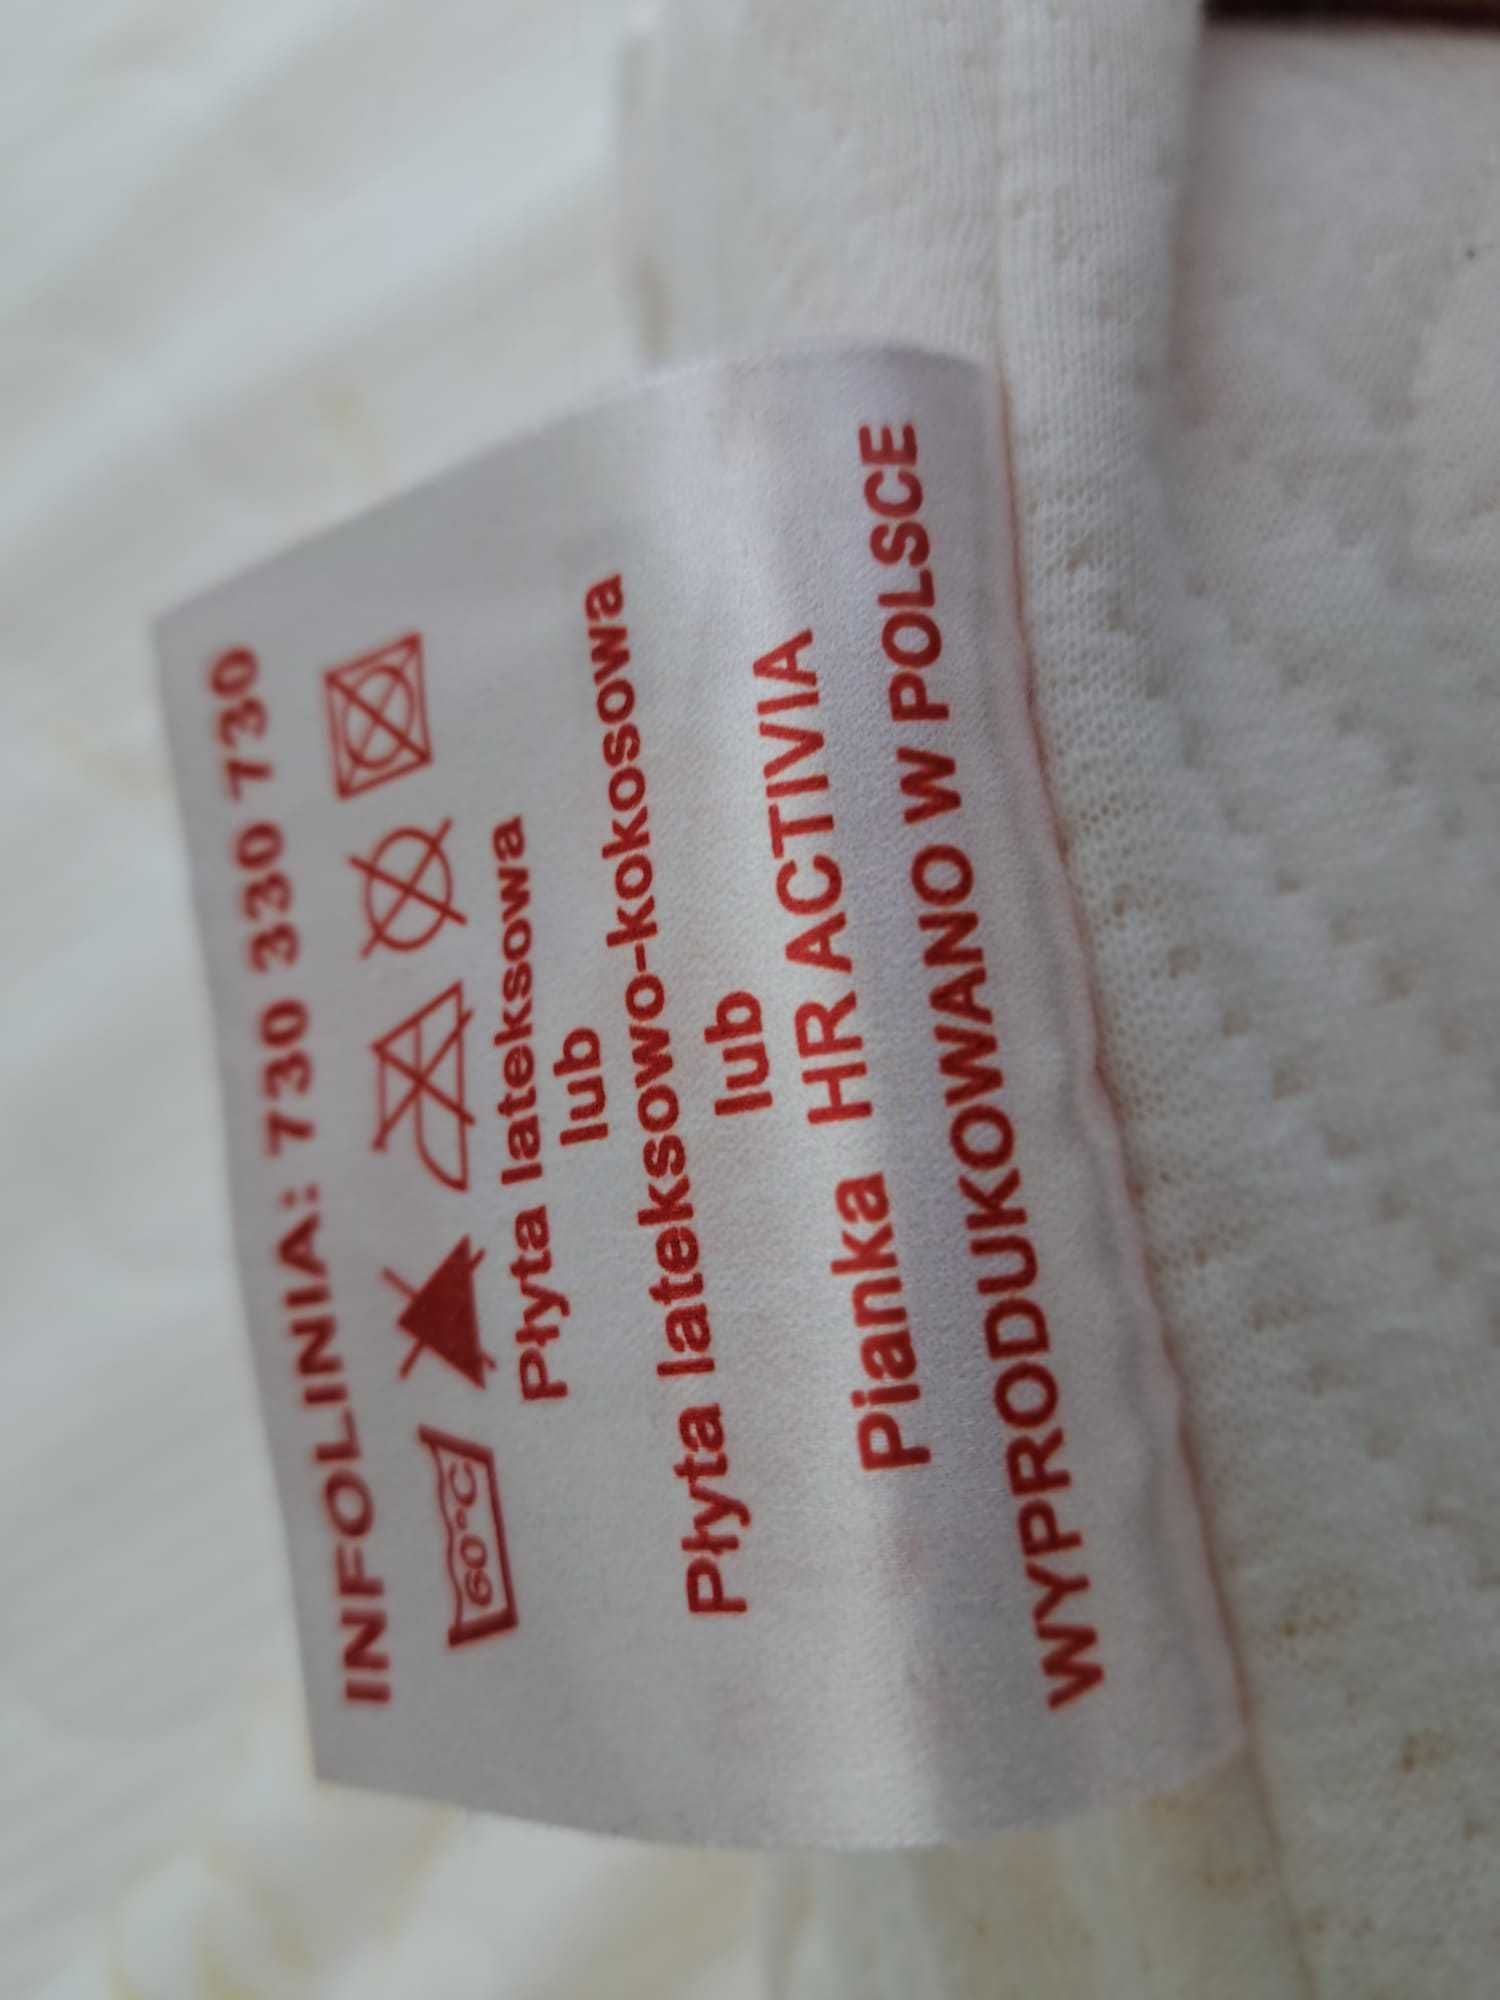 INFOLINIA: 730 330 730
60°C
Płyta lateksowa
lub
Płyta lateksowo-kokosowa
lub
Pianka HR ACTIVIA
WYPRODUKOWANO W POLSCE